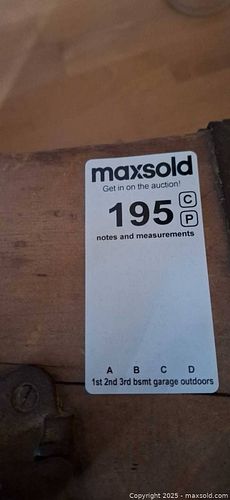 maxsold
Get in on the auction!
195 C
P
notes and measurements
A B C D
1st 2nd 3rd bsmt garage outdoors
Copyright 2025 - maxsold.com